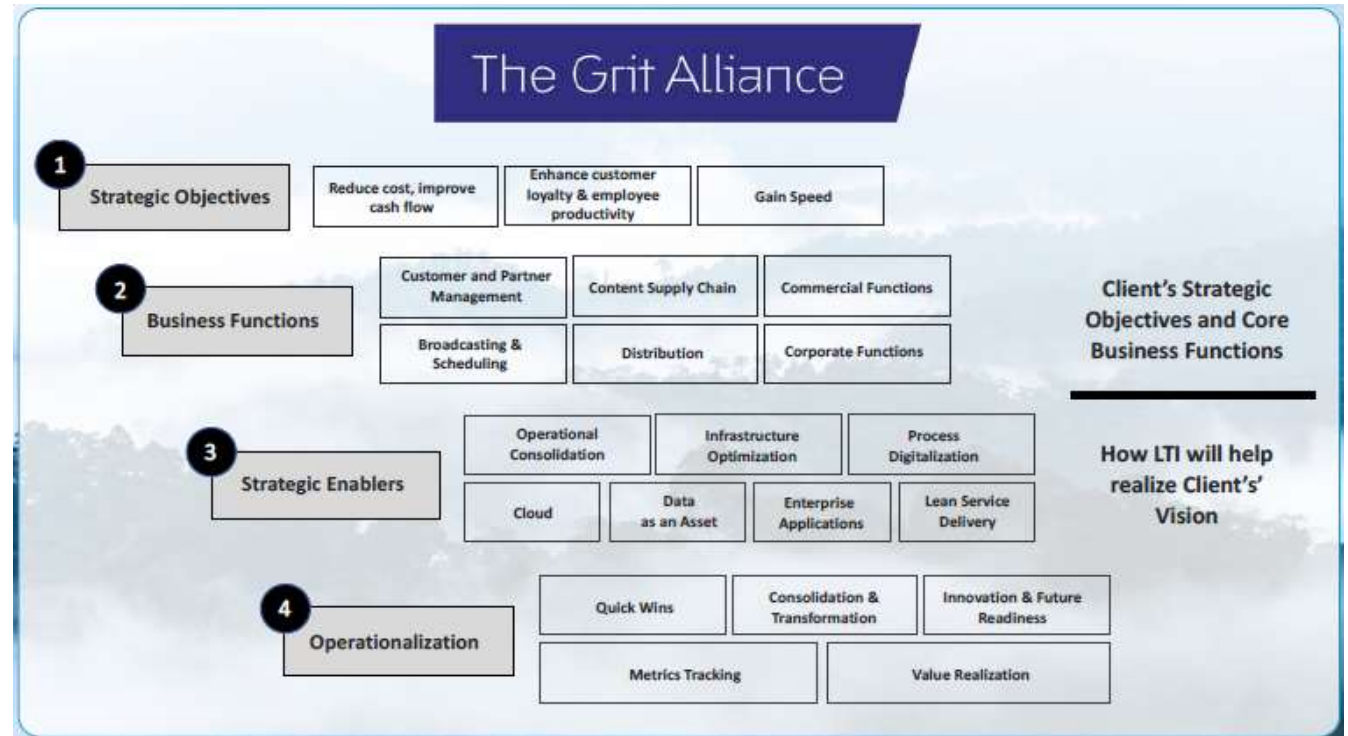 The Grit Alliance
1
Strategic Objectives
Reduce cost, improve
cash flow
Enhance customer
loyalty & employee
productivity
Gain Speed
2
Business Functions
Customer and Partner
Management
Content Supply Chain
Commercial Functions
Broadcasting &
Scheduling
Distribution
Corporate Functions
Client's Strategic
Objectives and Core
Business Functions
3
Strategic Enablers
Operational
Consolidation
Infrastructure
Optimization
Process
Digitalization
Cloud
Data
as an Asset
Enterprise
Applications
Lean Service
Delivery
How LTI will help
realize Client's'
Vision
4
Operationalization
Quick Wins
Consolidation &
Transformation
Innovation & Future
Readiness
Metrics Tracking
Value Realization